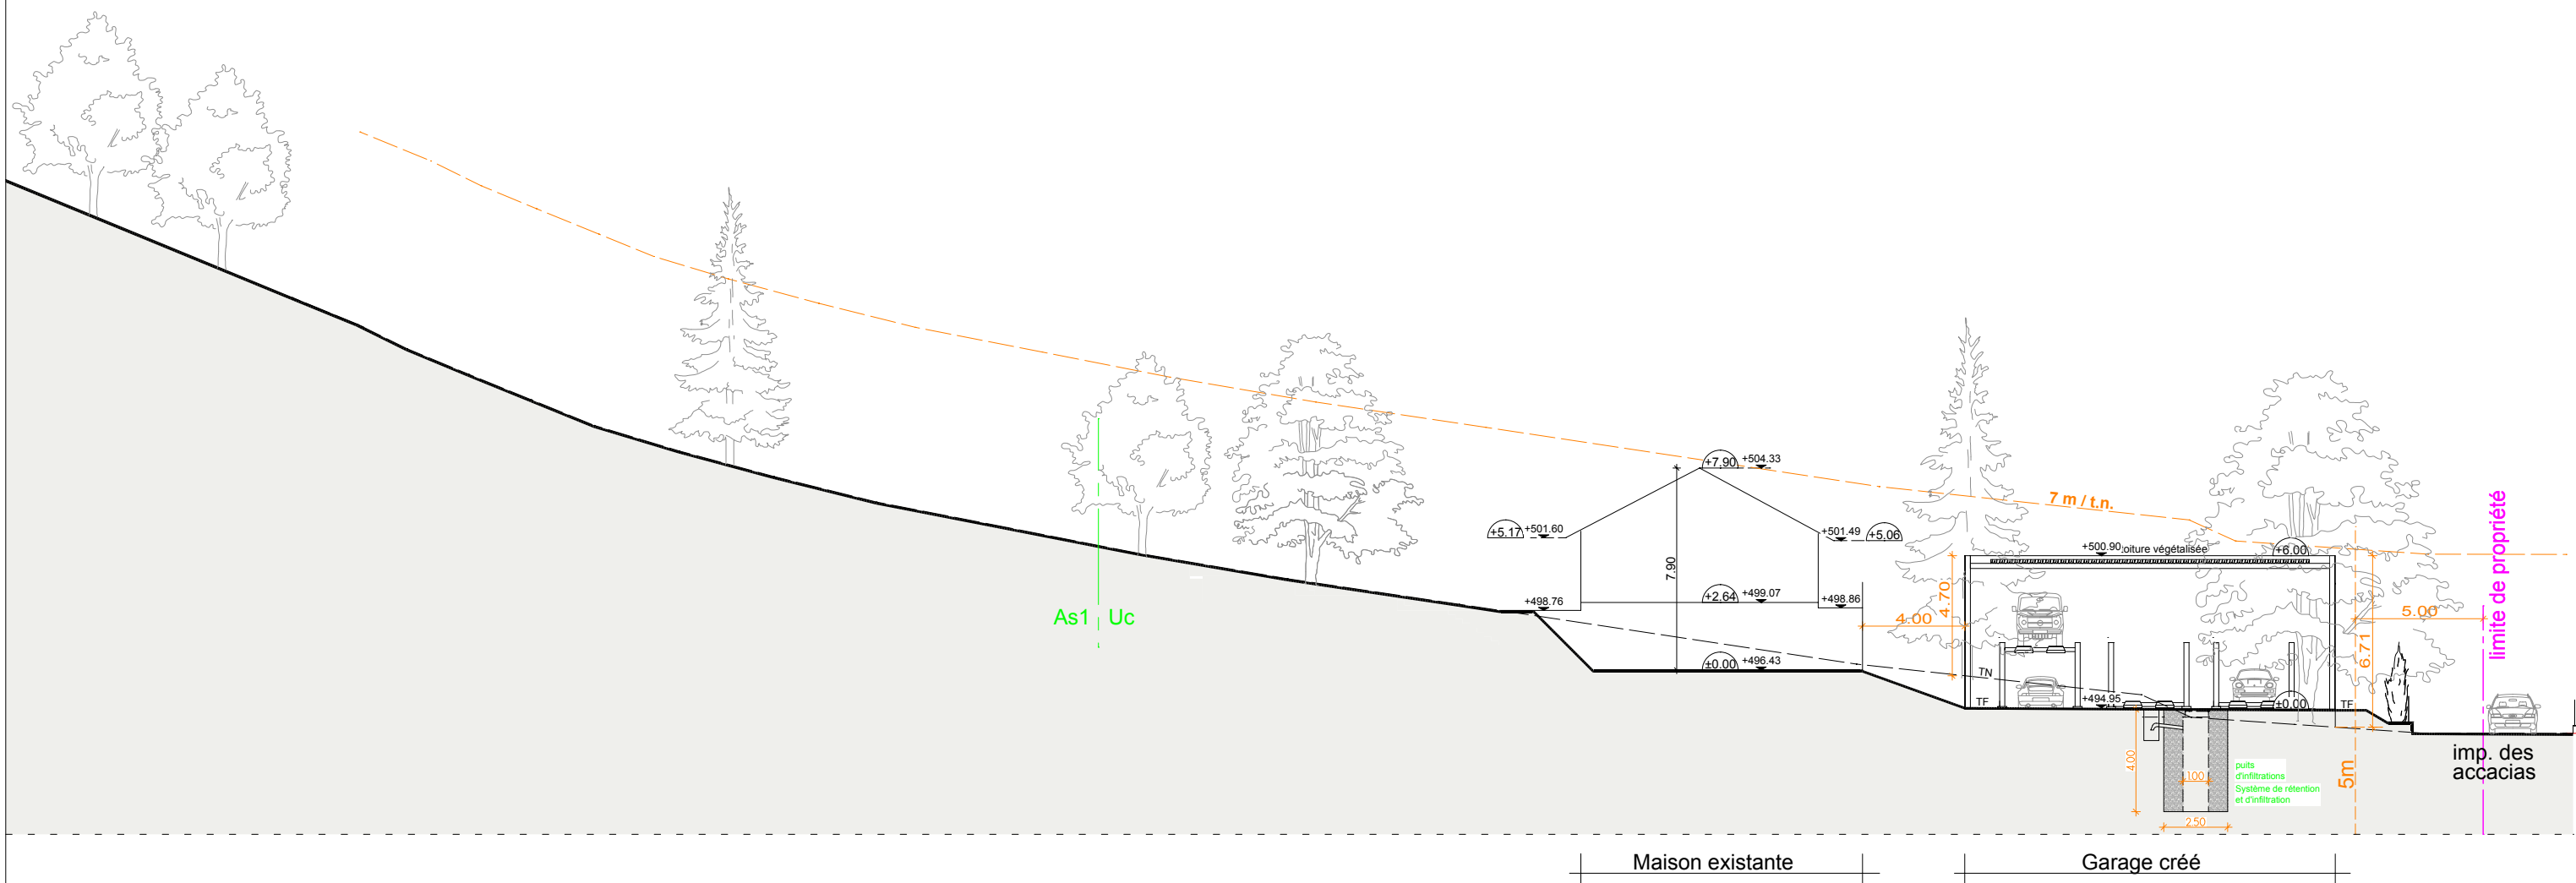 +7.90 +504.33
7 m / t.n.
limite de propriété
+5.17 +501.60
+501.49 +5.06
+500.90 toiture végétalisée +6.00
7.90
4.70
+498.76
+2.64 +499.07
+498.86
4.00
5.00
6.71
As1 Uc
±0.00 +496.43
TN
TF
+494.95
±0.00
TF
4.00
100
puits
d'infiltrations
Système de rétention
et d'infiltration
5m
imp. des
accacias
250
Maison existante
Garage créé